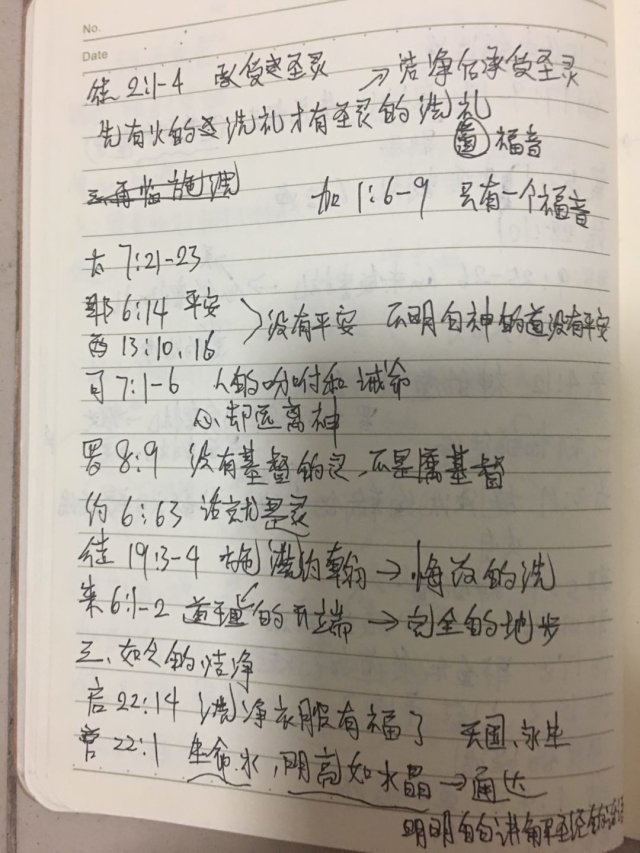 No.
Date
徒 2:1-4 承受圣灵 → 洁净后承受圣灵
先有火的洗礼才有圣灵的洗礼
道 福音
三.再临施洗 加 1:6-9 只有一个福音
太 7:21-23
耶 6:14 平安
西 13:10,16 没有平安 不明白神的道没有平安
可 7:1-6 人的吩咐和诫命
心却远离神
罗 8:9 没有基督的灵,不是属基督
约 6:63 话就是灵
徒 19:3-4 施洗约翰 → 悔改的洗
来 6:1-2 道理的开端 → 完全的地步
三、如今的洁净
启 22:14 洗净衣服有福了 天国、永生
启 22:1 生命水,明亮如水晶 → 通达
明明白白讲解圣经的